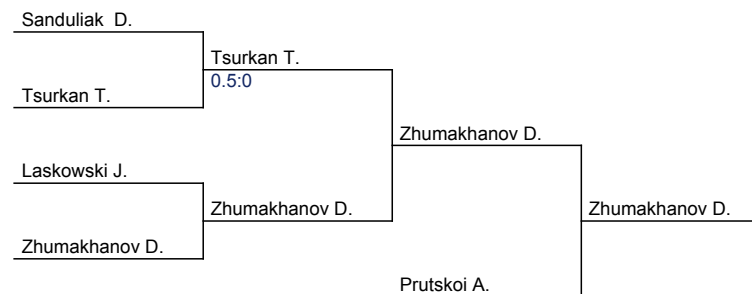 Sanduliak  D.
Tsurkan T.
0.5:0
Tsurkan T.
Zhumakhanov D.
Laskowski J.
Zhumakhanov D.
Zhumakhanov D.
Zhumakhanov D.
Prutskoi A.